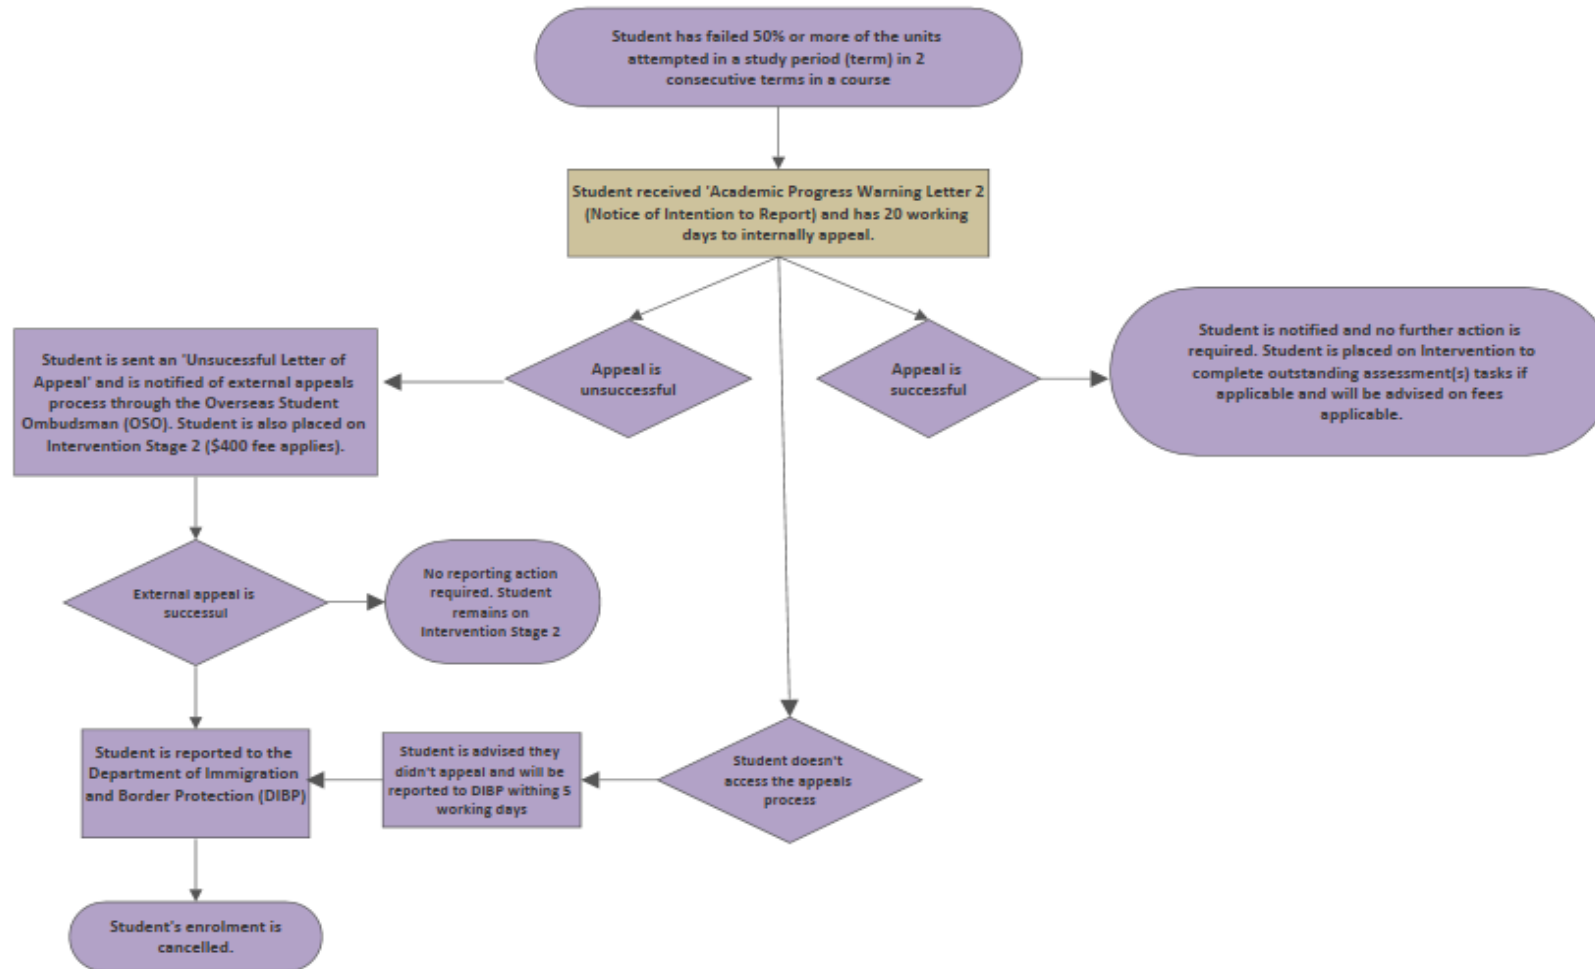 Student has failed 50% or more of the units
attempted in a study period (term) in 2
consecutive terms in a course
Student received 'Academic Progress Warning Letter 2
(Notice of Intention to Report) and has 20 working
days to internally appeal.
Student is sent an 'Unsucessful Letter of
Appeal' and is notified of external appeals
process through the Overseas Student
Ombudsman (OSO). Student is also placed on
Intervention Stage 2 ($400 fee applies).
Appeal is
unsuccessful
Appeal is
successful
Student is notified and no further action is
required. Student is placed on Intervention to
complete outstanding assessment(s) tasks if
applicable and will be advised on fees
applicable.
External appeal is
successul
No reporting action
required. Student
remains on
Intervention Stage 2
Student is reported to the
Department of Immigration
and Border Protection (DIBP)
Student is advised they
didn't appeal and will be
reported to DIBP withing 5
working days
Student doesn't
access the appeals
process
Student's enrolment is
cancelled.